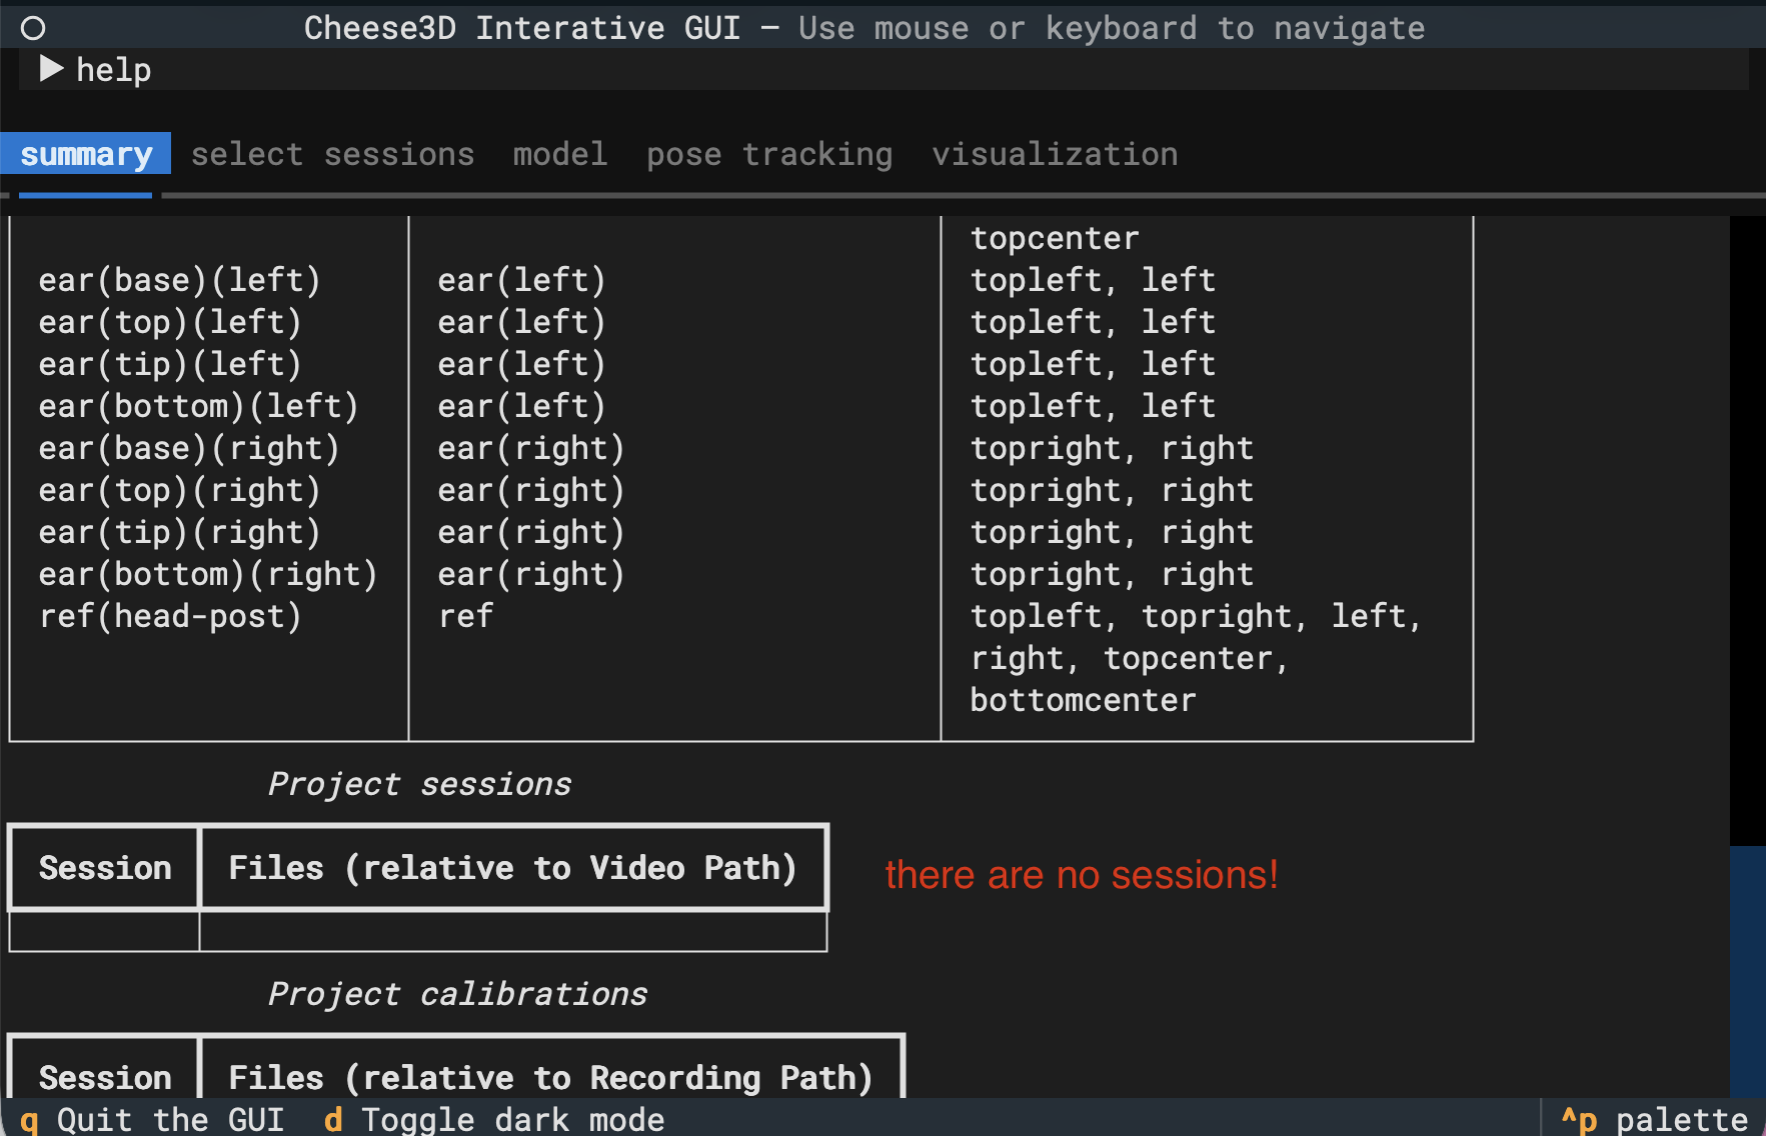 Cheese3D Interative GUI — Use mouse or keyboard to navigate
▶ help
summary select sessions model pose tracking visualization
topcenter
ear(base)(left) ear(left) topleft, left
ear(top)(left) ear(left) topleft, left
ear(tip)(left) ear(left) topleft, left
ear(bottom)(left) ear(left) topleft, left
ear(base)(right) ear(right) topright, right
ear(top)(right) ear(right) topright, right
ear(tip)(right) ear(right) topright, right
ear(bottom)(right) ear(right) topright, right
ref(head-post) ref topleft, topright, left,
right, topcenter,
bottomcenter
Project sessions
Session Files (relative to Video Path)
there are no sessions!
Project calibrations
Session Files (relative to Recording Path)
q Quit the GUI d Toggle dark mode ^p palette